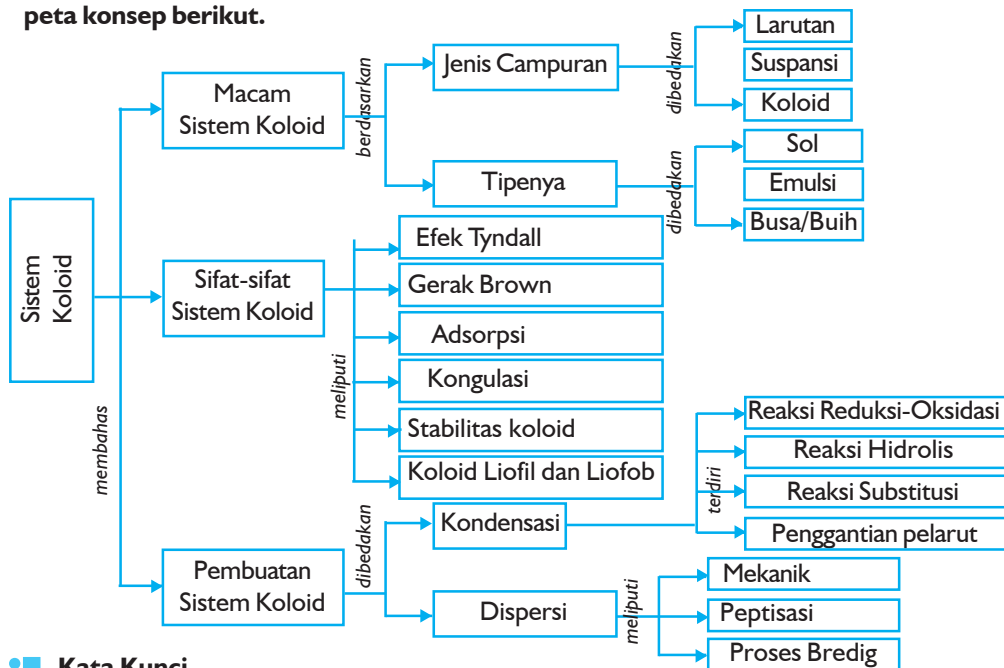 peta konsep berikut.
Sistem
Koloid
membahas
Macam
Sistem Koloid
berdasarkan
Jenis Campuran
dibedakan
Larutan
Suspansi
Koloid
Tipenya
dibedakan
Sol
Emulsi
Busa/Buih
Sifat-sifat
Sistem Koloid
meliputi
Efek Tyndall
Gerak Brown
Adsorpsi
Kongulasi
Stabilitas koloid
Koloid Liofil dan Liofob
Pembuatan
Sistem Koloid
dibedakan
Kondensasi
terdiri
Reaksi Reduksi-Oksidasi
Reaksi Hidrolis
Reaksi Substitusi
Penggantian pelarut
Dispersi
meliputi
Mekanik
Peptisasi
Proses Bredig
Kata Kunci